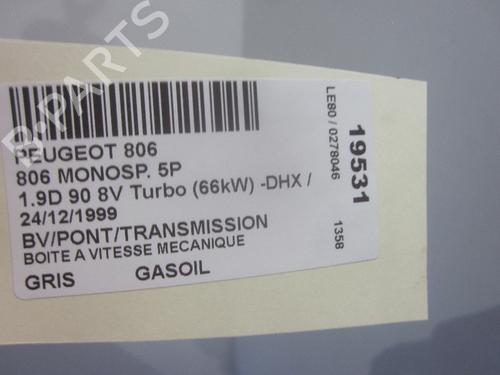 PEUGEOT 806
806 MONOSP. 5P
1.9D 90 8V Turbo (66kW) -DHX /
24/12/1999
BV/PONT/TRANSMISSION
BOITE A VITESSE MECANIQUE
GRIS GASOIL
LE80 / 0278046
19531
1358
B-PARTS